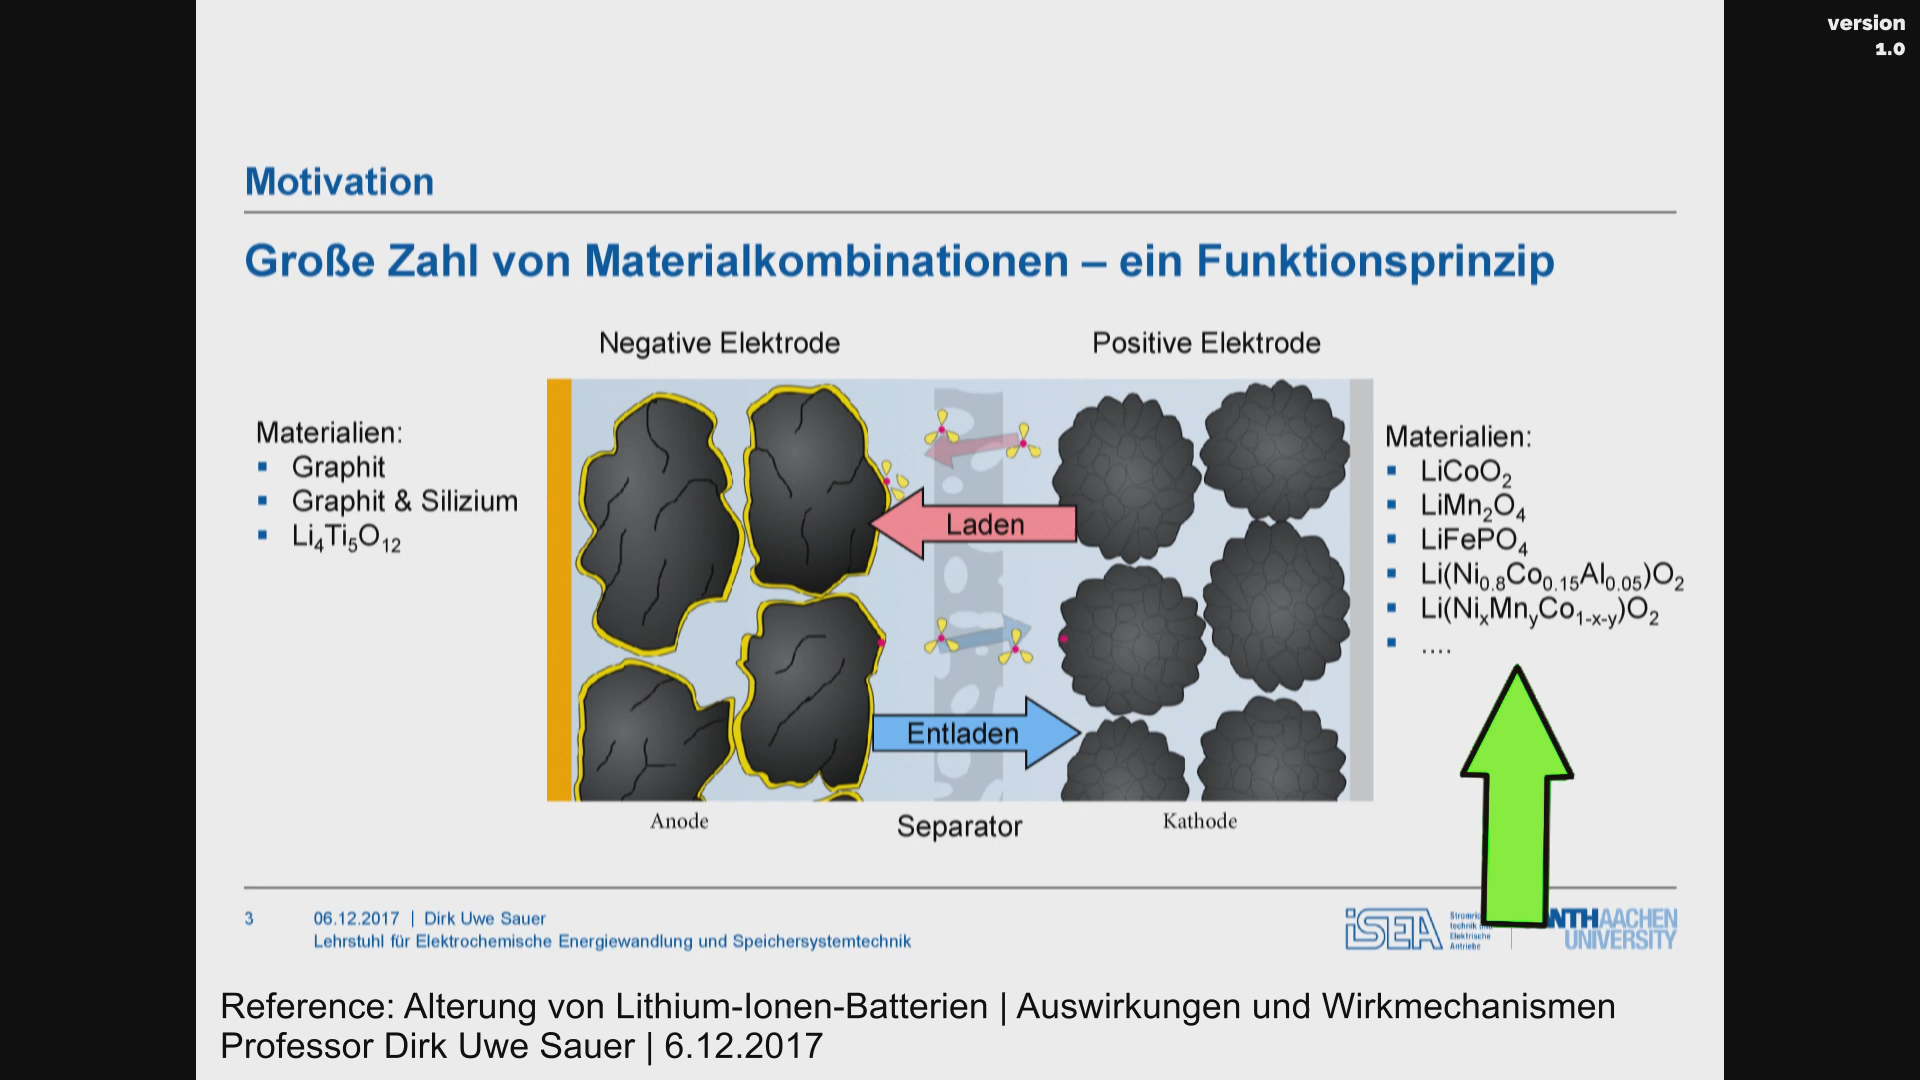 version
1.0
Motivation
Große Zahl von Materialkombinationen – ein Funktionsprinzip
Negative Elektrode
Positive Elektrode
Materialien:
Graphit
Graphit & Silizium
Li₄Ti₅O₁₂
Laden
Entladen
Materialien:
LiCoO₂
LiMn₂O₄
LiFePO₄
Li(Ni₀.₈Co₀.₁₅Al₀.₀₅)O₂
Li(NiₓMnᵧCo₁₋ₓ₋ᵧ)O₂
....
Anode
Separator
Kathode
3
06.12.2017 | Dirk Uwe Sauer
Lehrstuhl für Elektrochemische Energiewandlung und Speichersystemtechnik
iSEA
Elektrische
Antriebe
AACHEN
UNIVERSITY
Reference: Alterung von Lithium-Ionen-Batterien | Auswirkungen und Wirkmechanismen
Professor Dirk Uwe Sauer | 6.12.2017